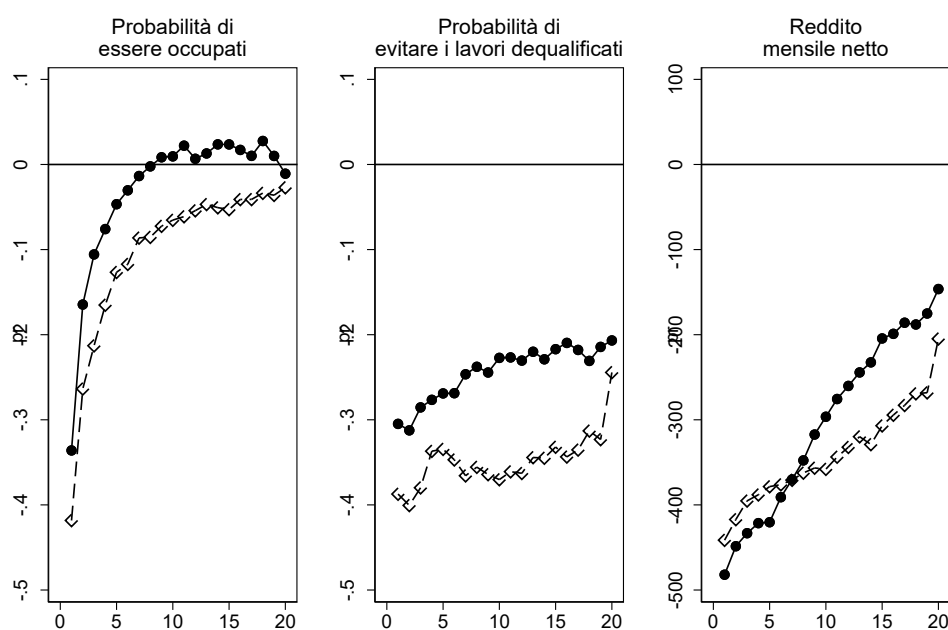 Probabilità di
essere occupati
.1
0
-.1
-.3
-.4
-.5
0 5 10 15 20
Probabilità di
evitare i lavori dequalificati
.1
0
-.1
-.3
-.4
-.5
0 5 10 15 20
Reddito
mensile netto
100
0
-100
-300
-400
-500
0 5 10 15 20